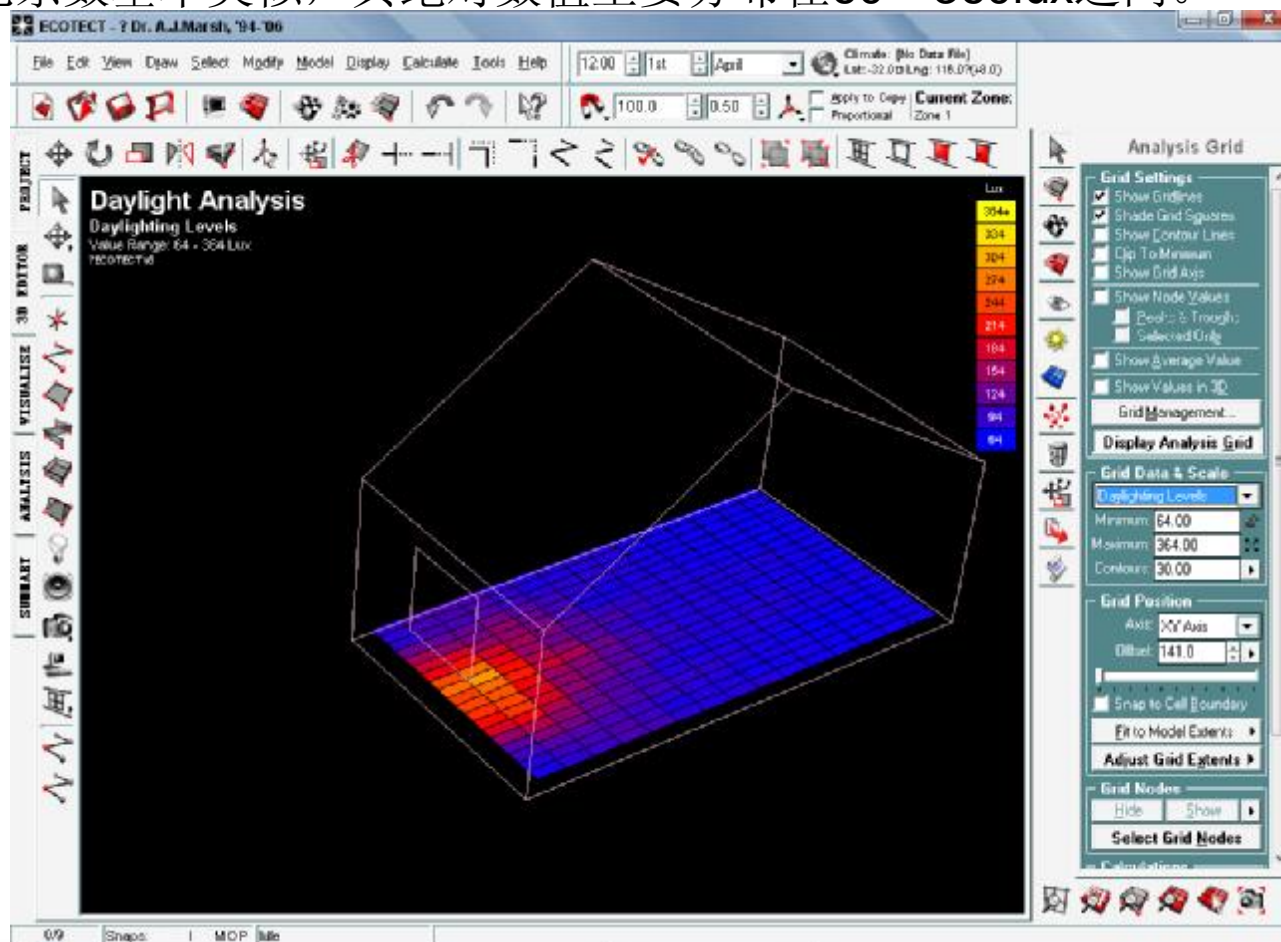 ECOTECT - ? Dr. A.J.Marsh, '94-'06
File Edit View Draw Select Modify Model Display Calculate Tools Help
12:00 1st April
Climate: [No Data File]
100.0 0.50
Apply to Copy
Proportional
Current Zone:
Zone 1
PROJECT
3D EDITOR
VISUALISE
ANALYSIS
SUMMARY
Daylight Analysis
Daylighting Levels
Value Range: 64 - 364 Lux
?ECOTECT v5
Lux
364+
334
304
274
244
214
184
154
124
94
64
Analysis Grid
Grid Settings
Show Gridlines
Shade Grid Squares
Show Contour Lines
Clip To Minimum
Show Grid Axis
Show Node Values
Peaks & Troughs
Selected Only
Show Average Value
Show Values in 3D
Grid Management...
Display Analysis Grid
Grid Data & Scale
Daylighting Levels
Minimum: 64.00
Maximum: 364.00
Contours: 30.00
Grid Position
Axis: XY Axis
Offset: 141.0
Snap to Cell Boundary
Fit to Model Extents
Adjust Grid Extents
Grid Nodes
Hide Show
Select Grid Nodes
Calculations
0/9 Snaps: I MOP Idle